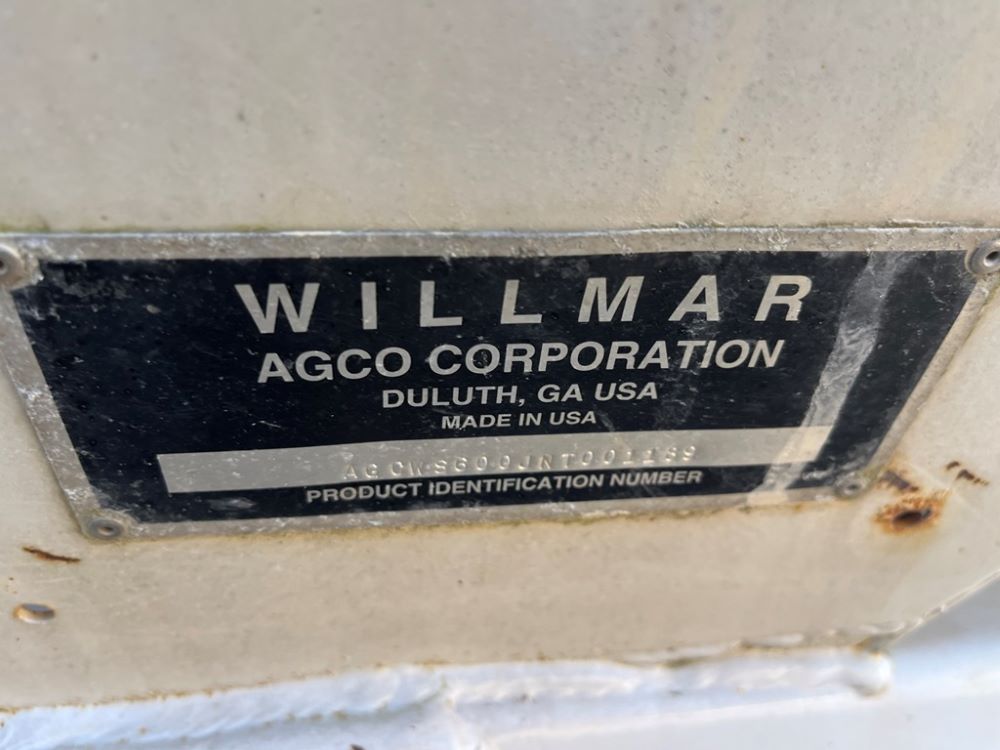 WILLMAR
AGCO CORPORATION
DULUTH, GA USA
MADE IN USA
PRODUCT IDENTIFICATION NUMBER